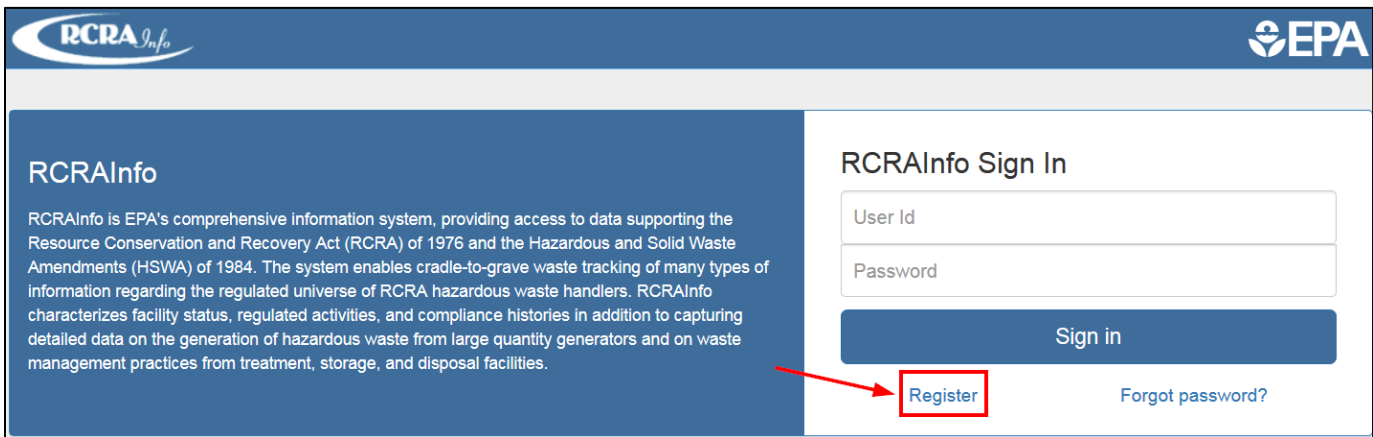 RCRAInfo
EPA
RCRAInfo
RCRAInfo is EPA's comprehensive information system, providing access to data supporting the
Resource Conservation and Recovery Act (RCRA) of 1976 and the Hazardous and Solid Waste
Amendments (HSWA) of 1984. The system enables cradle-to-grave waste tracking of many types of
information regarding the regulated universe of RCRA hazardous waste handlers. RCRAInfo
characterizes facility status, regulated activities, and compliance histories in addition to capturing
detailed data on the generation of hazardous waste from large quantity generators and on waste
management practices from treatment, storage, and disposal facilities.
RCRAInfo Sign In
User Id
Password
Sign in
Register
Forgot password?